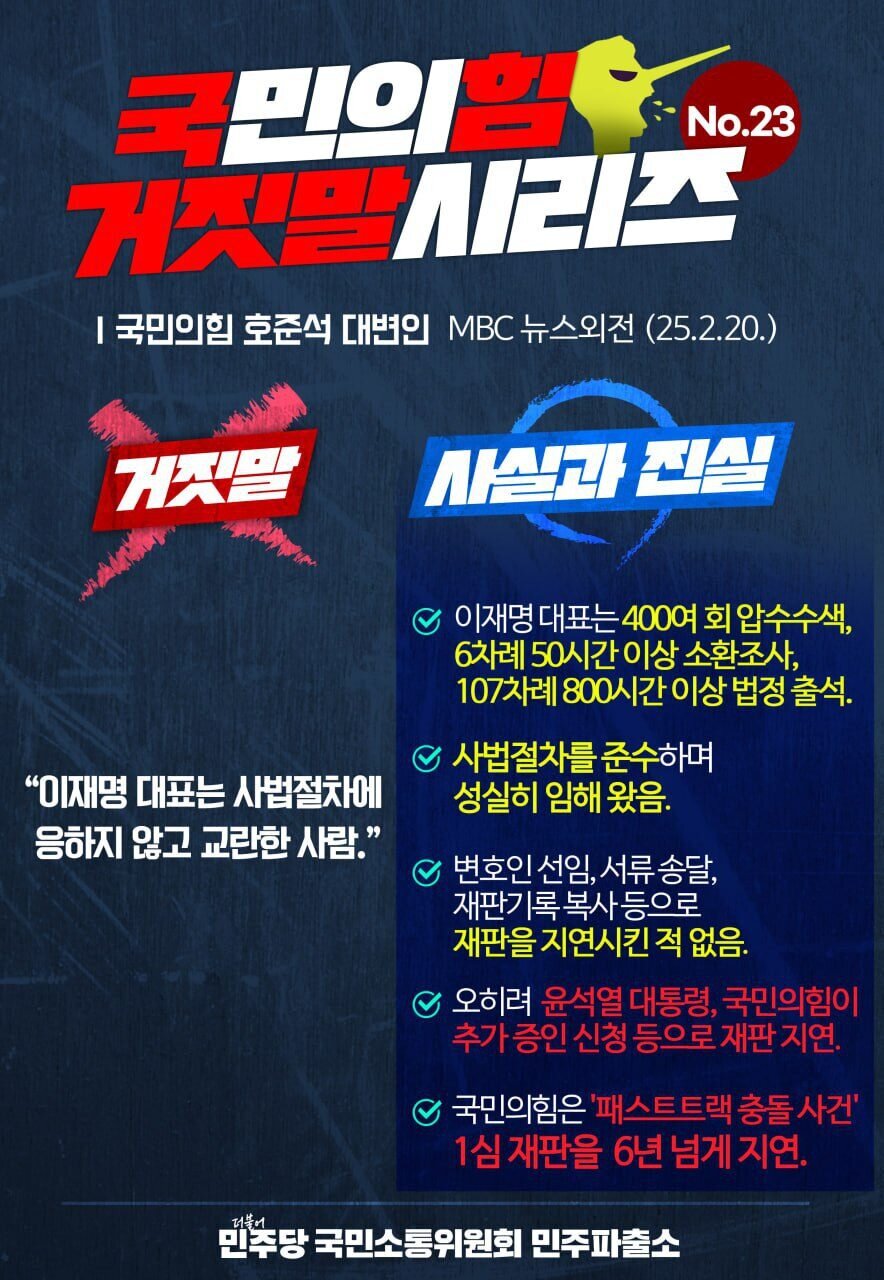 국민의힘
No.23
거짓말시리즈
| 국민의힘 호준석 대변인 MBC 뉴스외전 (25.2.20.)
거짓말
사실과 진실
“이재명 대표는 사법절차에
응하지 않고 교란한 사람.”
이재명 대표는 400여 회 압수수색,
6차례 50시간 이상 소환조사,
107차례 800시간 이상 법정 출석.
사법절차를 준수하며
성실히 임해 왔음.
변호인 선임, 서류 송달,
재판기록 복사 등으로
재판을 지연시킨 적 없음.
오히려 윤석열 대통령, 국민의힘이
추가 증인 신청 등으로 재판 지연.
국민의힘은 '패스트트랙 충돌 사건'
1심 재판을 6년 넘게 지연.
더불어
민주당 국민소통위원회 민주파출소